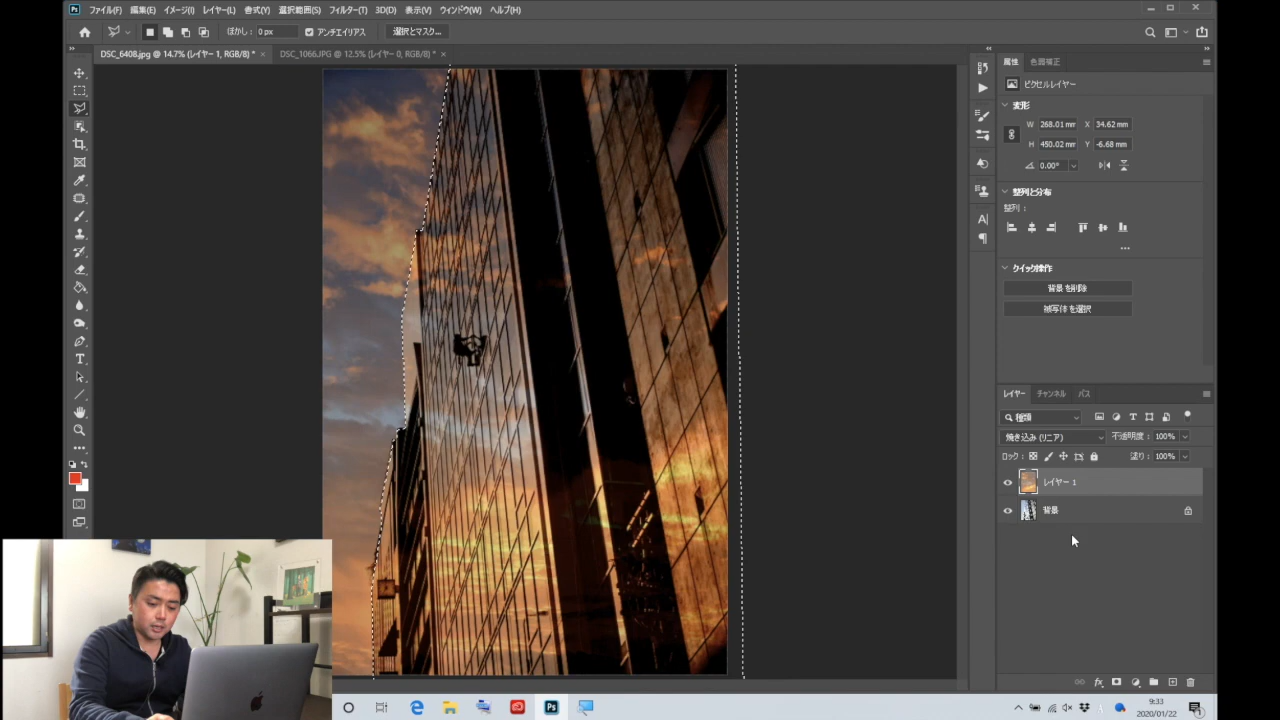 Ps ファイル(F) 編集(E) イメージ(I) レイヤー(L) 書式(Y) 選択範囲(S) フィルター(T) 3D(D) 表示(V) ウィンドウ(W) ヘルプ(H)
ぼかし: 0 px アンチエイリアス 選択とマスク...
DSC_6408.jpg @ 14.7% (レイヤー 1, RGB/8) * × DSC_1066.JPG @ 12.5% (レイヤー 0, RGB/8) * ×
属性 色調補正
ピクセルレイヤー
変形
W 268.01 mm X 34.62 mm
H 450.02 mm Y -6.68 mm
0.00°
整列と分布
整列:
クイック操作
背景を削除
被写体を選択
レイヤー チャンネル パス
種類
焼き込み (リニア) 不透明度: 100%
ロック: 塗り: 100%
レイヤー 1
背景
fx
9:33
2020/01/22